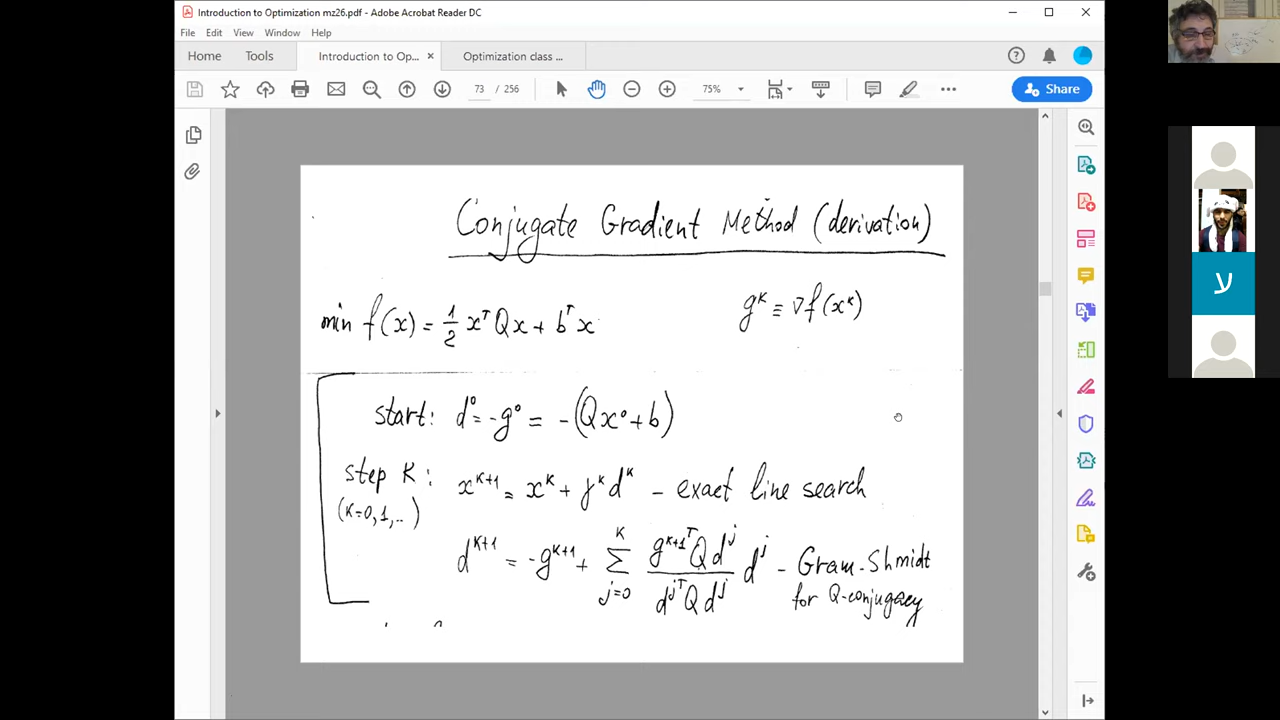 Introduction to Optimization mz26.pdf - Adobe Acrobat Reader DC
File Edit View Window Help
Home Tools Introduction to Op... × Optimization class ...
73 / 256 75% Share
Conjugate Gradient Method (derivation)
min f(x) = 1/2 xᵀQx + bᵀx gᴷ ≡ ∇f(xᴷ)
start: d⁰ = -g⁰ = -(Qx⁰ + b)
step K: xᴷ⁺¹ = xᴷ + γᴷdᴷ - exact line search
(K=0,1,..)
dᴷ⁺¹ = -gᴷ⁺¹ + ∑_{j=0}^{K} (gᴷ⁺¹ᵀQdʲ / dʲᵀQdʲ) dʲ - Gram-Shmidt
for Q-conjugacy
ע